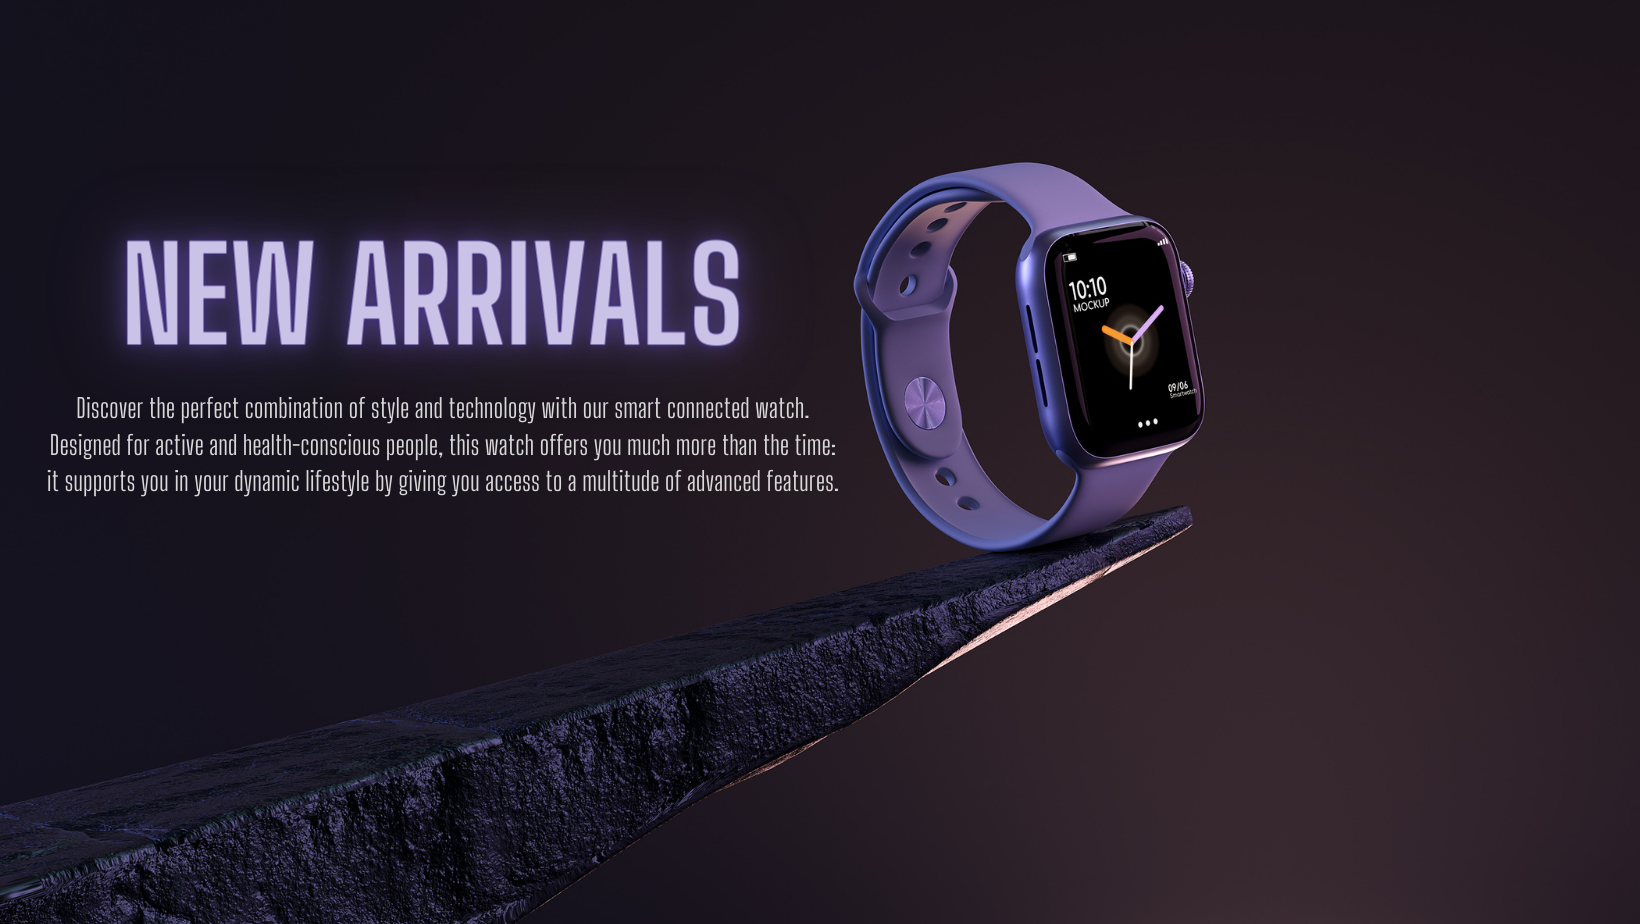 NEW ARRIVALS
Discover the perfect combination of style and technology with our smart connected watch.
Designed for active and health-conscious people, this watch offers you much more than the time:
it supports you in your dynamic lifestyle by giving you access to a multitude of advanced features.
10:10
MOCKUP
09/06
Smartwatch